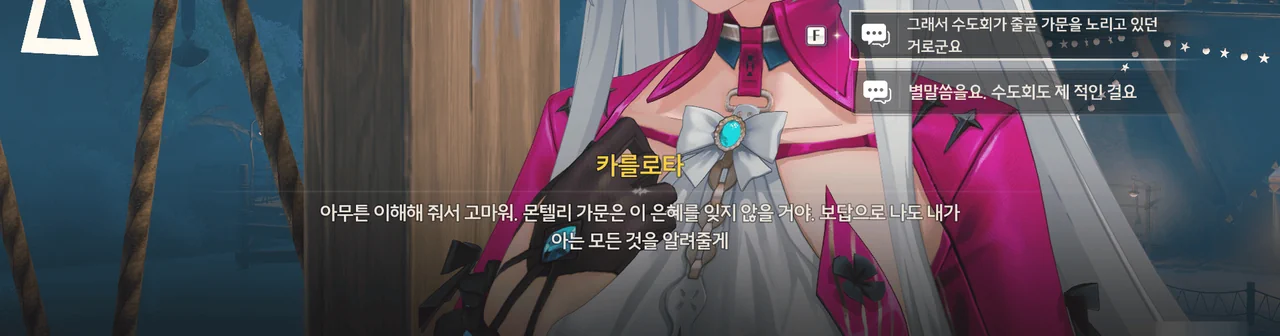 그래서 수도회가 줄곧 가문을 노리고 있던
거로군요
F
별말씀을요. 수도회도 제 적인걸요
카를로타
아무튼 이해해 줘서 고마워. 몬텔리 가문은 이 은혜를 잊지 않을 거야. 보답으로 나도 내가
아는 모든 것을 알려줄게